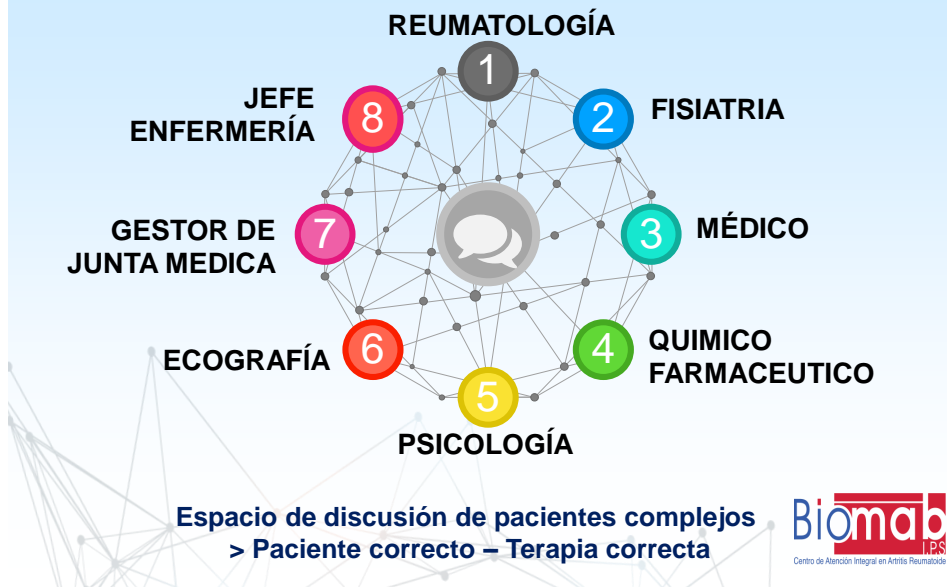 REUMATOLOGÍA
1
2
FISIATRIA
3
MÉDICO
4
QUIMICO
FARMACEUTICO
5
PSICOLOGÍA
6
ECOGRAFÍA
7
GESTOR DE
JUNTA MEDICA
8
JEFE
ENFERMERÍA
Espacio de discusión de pacientes complejos
> Paciente correcto – Terapia correcta
Biomab
I.P.S
Centro de Atención Integral en Artritis Reumatoide